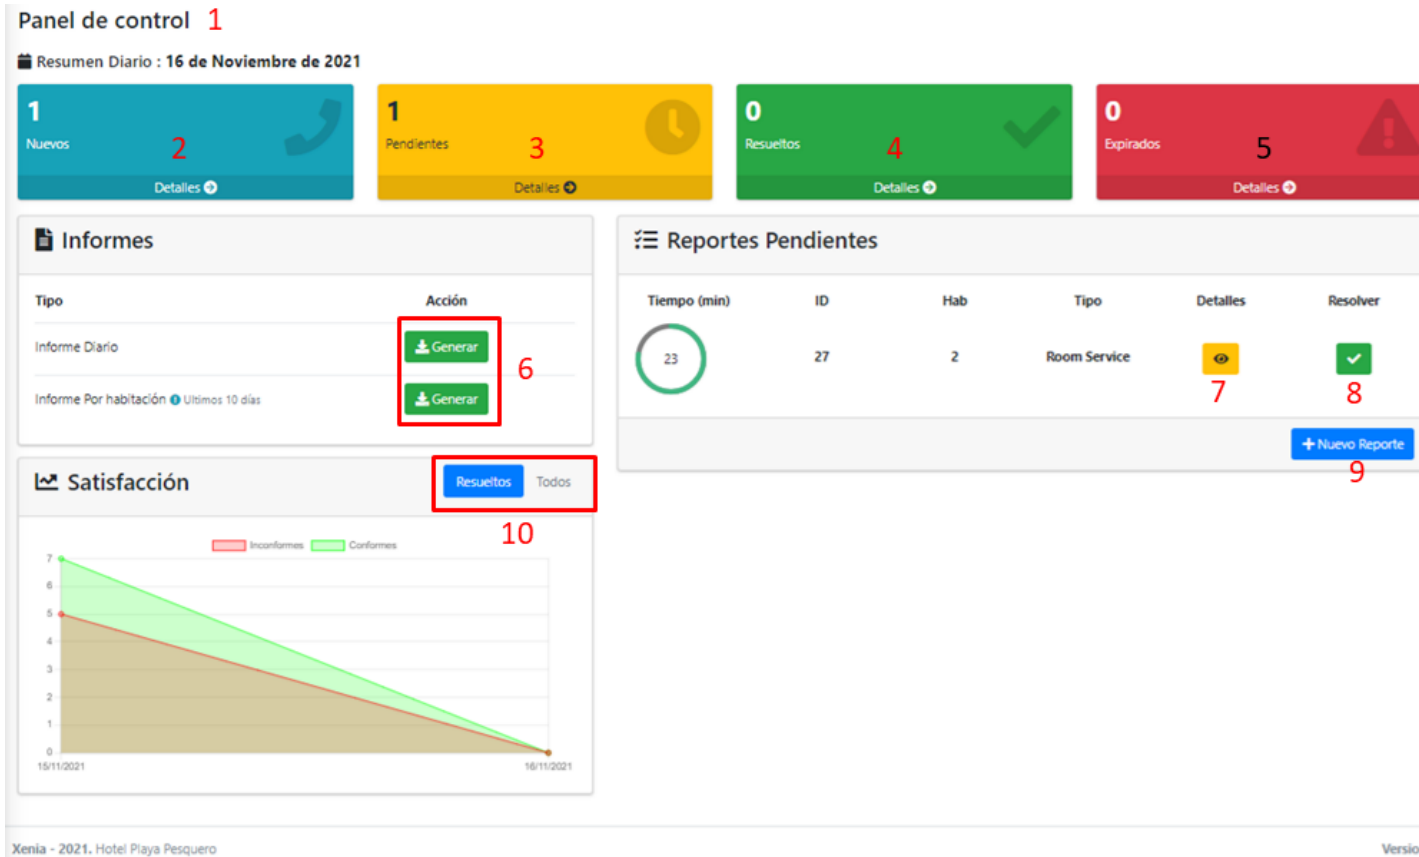 Panel de control 1
Resumen Diario : 16 de Noviembre de 2021
1
Nuevos
2
Detalles
1
Pendientes
3
Detalles
0
Resueltos
4
Detalles
0
Expirados
5
Detalles
Informes
Tipo Acción
Informe Diario Generar
Informe Por habitación Ultimos 10 días Generar
6
Reportes Pendientes
Tiempo (min) ID Hab Tipo Detalles Resolver
23 27 2 Room Service
7 8
Nuevo Reporte
9
Satisfacción Resueltos Todos
10
Inconformes Conformes
7
6
5
4
3
2
1
0
15/11/2021 16/11/2021
Xenia - 2021. Hotel Playa Pesquero Versio